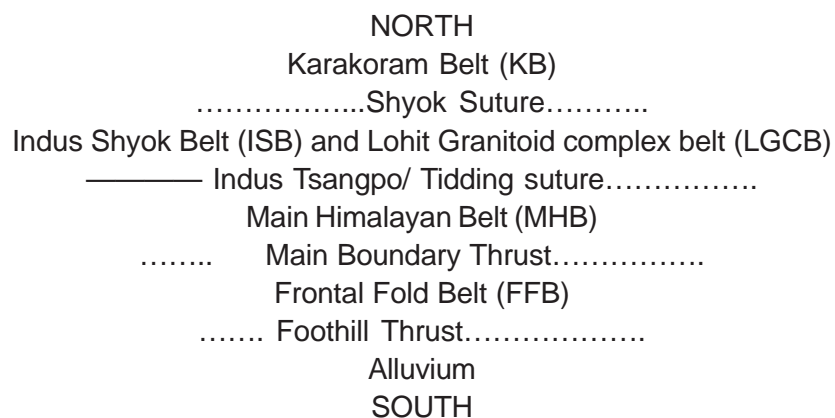 NORTH
Karakoram Belt (KB)
………………...Shyok Suture………..
Indus Shyok Belt (ISB) and Lohit Granitoid complex belt (LGCB)
————— Indus Tsangpo/ Tidding suture…………….
Main Himalayan Belt (MHB)
…….. Main Boundary Thrust…………….
Frontal Fold Belt (FFB)
……. Foothill Thrust……………….
Alluvium
SOUTH